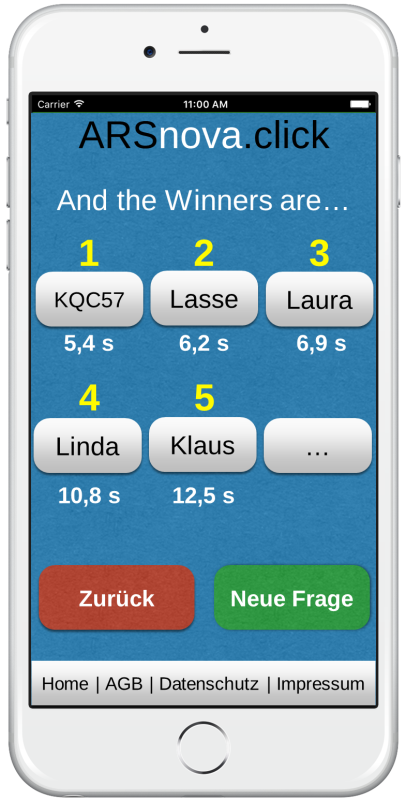 Carrier 11:00 AM
ARSnova.click
And the Winners are…
1 2 3
KQC57 Lasse Laura
5,4 s 6,2 s 6,9 s
4 5
Linda Klaus …
10,8 s 12,5 s
Zurück Neue Frage
Home | AGB | Datenschutz | Impressum